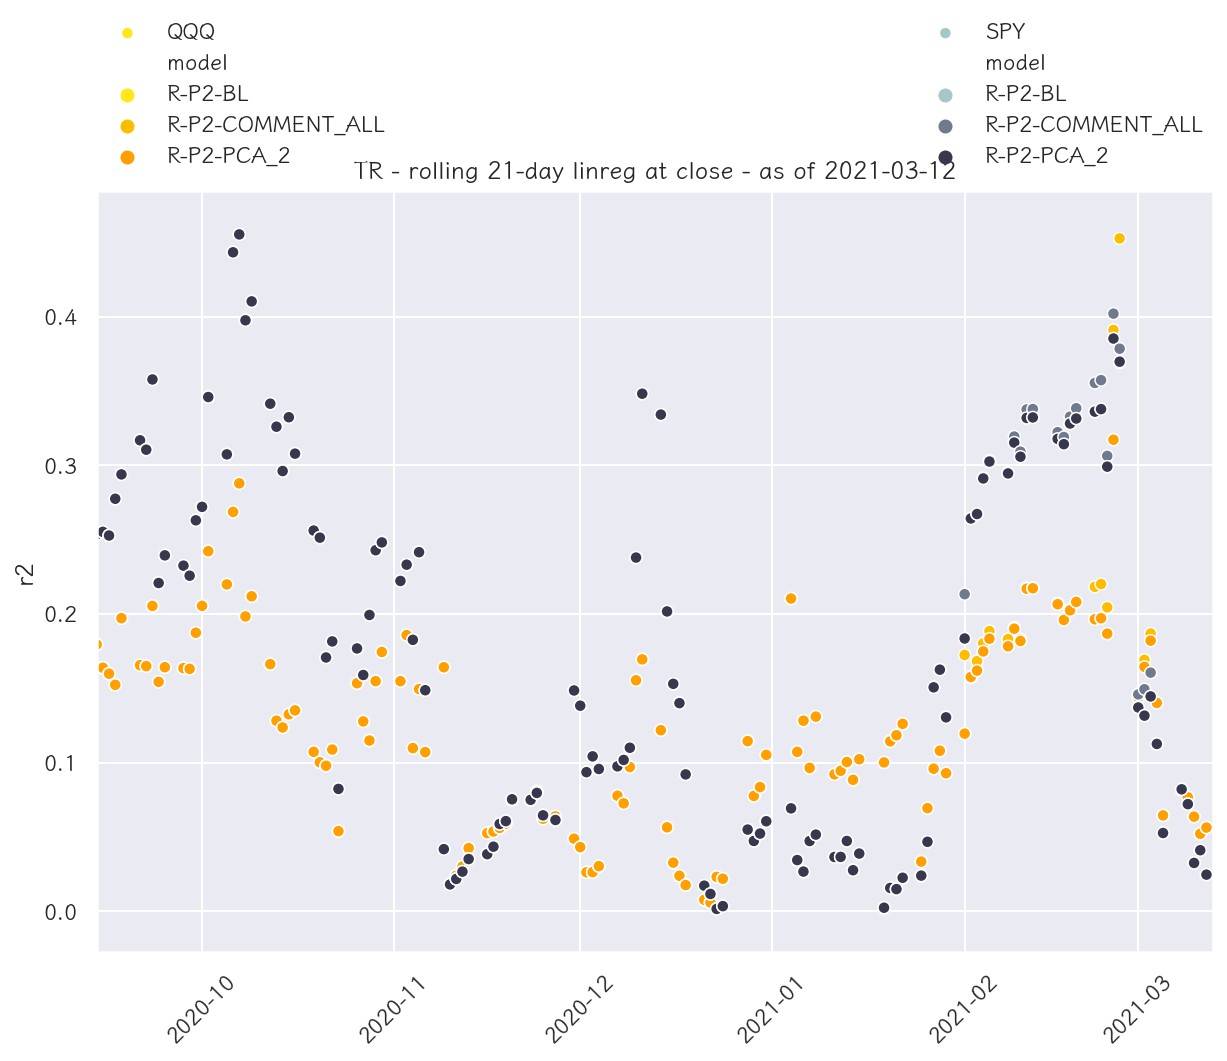 QQQ
model
R-P2-BL
R-P2-COMMENT_ALL
R-P2-PCA_2
SPY
model
R-P2-BL
R-P2-COMMENT_ALL
R-P2-PCA_2
TR - rolling 21-day linreg at close - as of 2021-03-12
r2
0.4
0.3
0.2
0.1
0.0
2020-10
2020-11
2020-12
2021-01
2021-02
2021-03